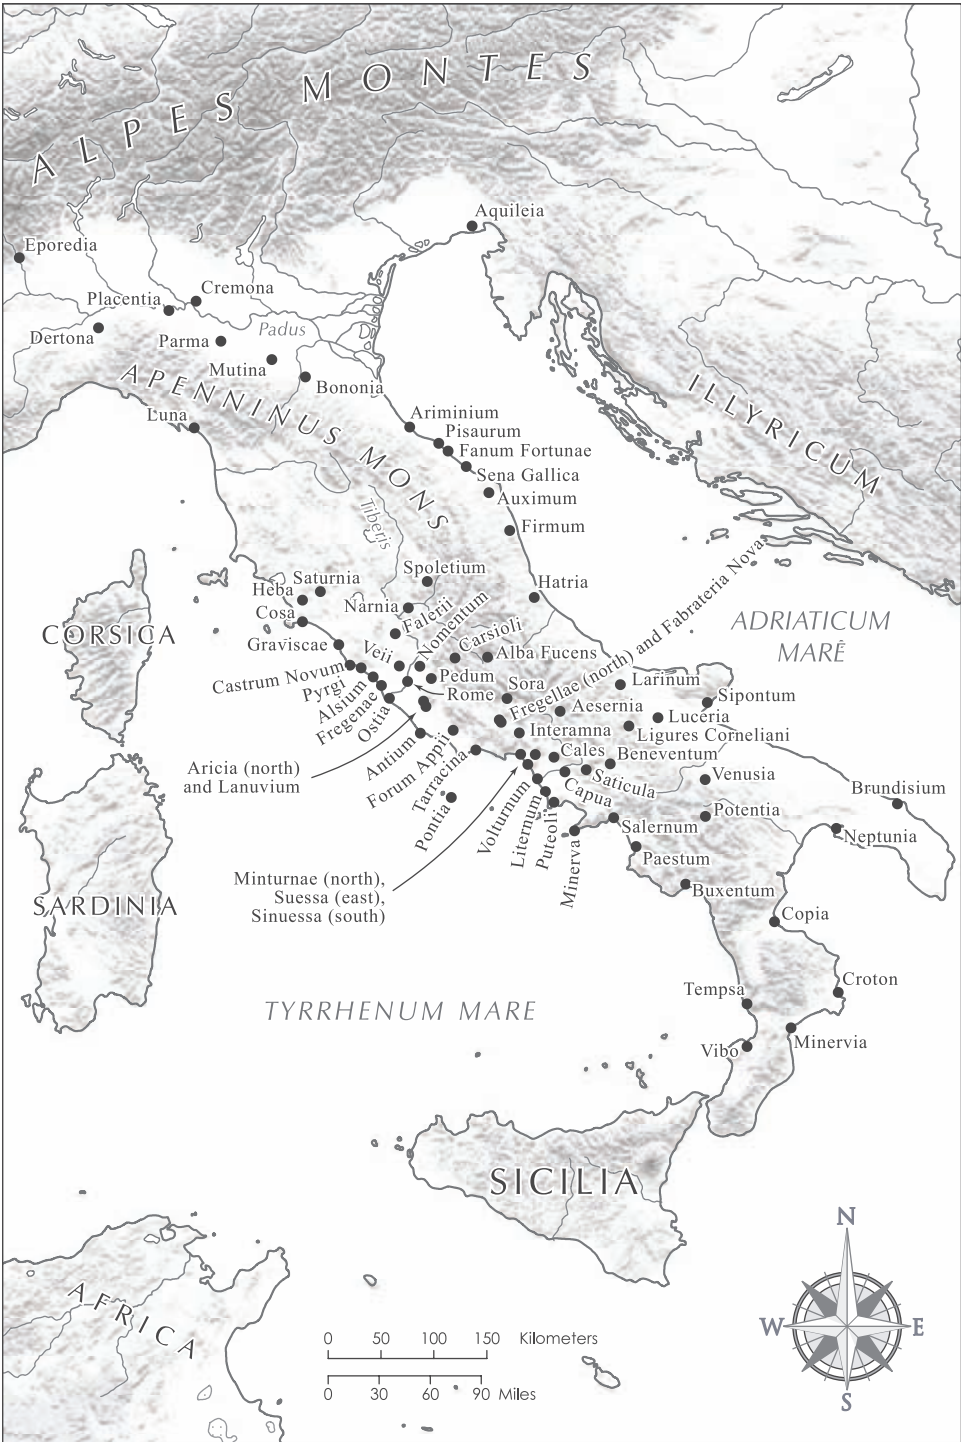 ALPES MONTES
Aquileia
Eporedia
Cremona
Placentia
Padus
Dertona
Parma
Mutina
Bononia
APENNINUS MONS
ILLYRICUM
Luna
Ariminium
Pisaurum
Fanum Fortunae
Sena Gallica
Auximum
Tiberis
Firmum
Spoletium
Hatria
Saturnia
Heba
Narnia
Cosa
Falerii
Nomentum
Fregellae (north) and Fabrateria Nova
ADRIATICUM
MARE
CORSICA
Graviscae
Veii
Carsioli
Alba Fucens
Castrum Novum
Pyrgi
Alsium
Fregenae
Ostia
Pedum
Rome
Sora
Larinum
Sipontum
Aesernia
Luceria
Ligures Corneliani
Interamna
Aricia (north)
and Lanuvium
Antium
Forum Appii
Tarracina
Pontia
Cales
Beneventum
Saticula
Capua
Venusia
Brundisium
Volturnum
Liternum
Puteoli
Minerva
Salernum
Potentia
Neptunia
Paestum
Minturnae (north),
Suessa (east),
Sinuessa (south)
Buxentum
SARDINIA
Copia
Croton
Tempsa
TYRRHENUM MARE
Minervia
Vibo
SICILIA
AFRICA
N
W
E
S
0 50 100 150 Kilometers
0 30 60 90 Miles